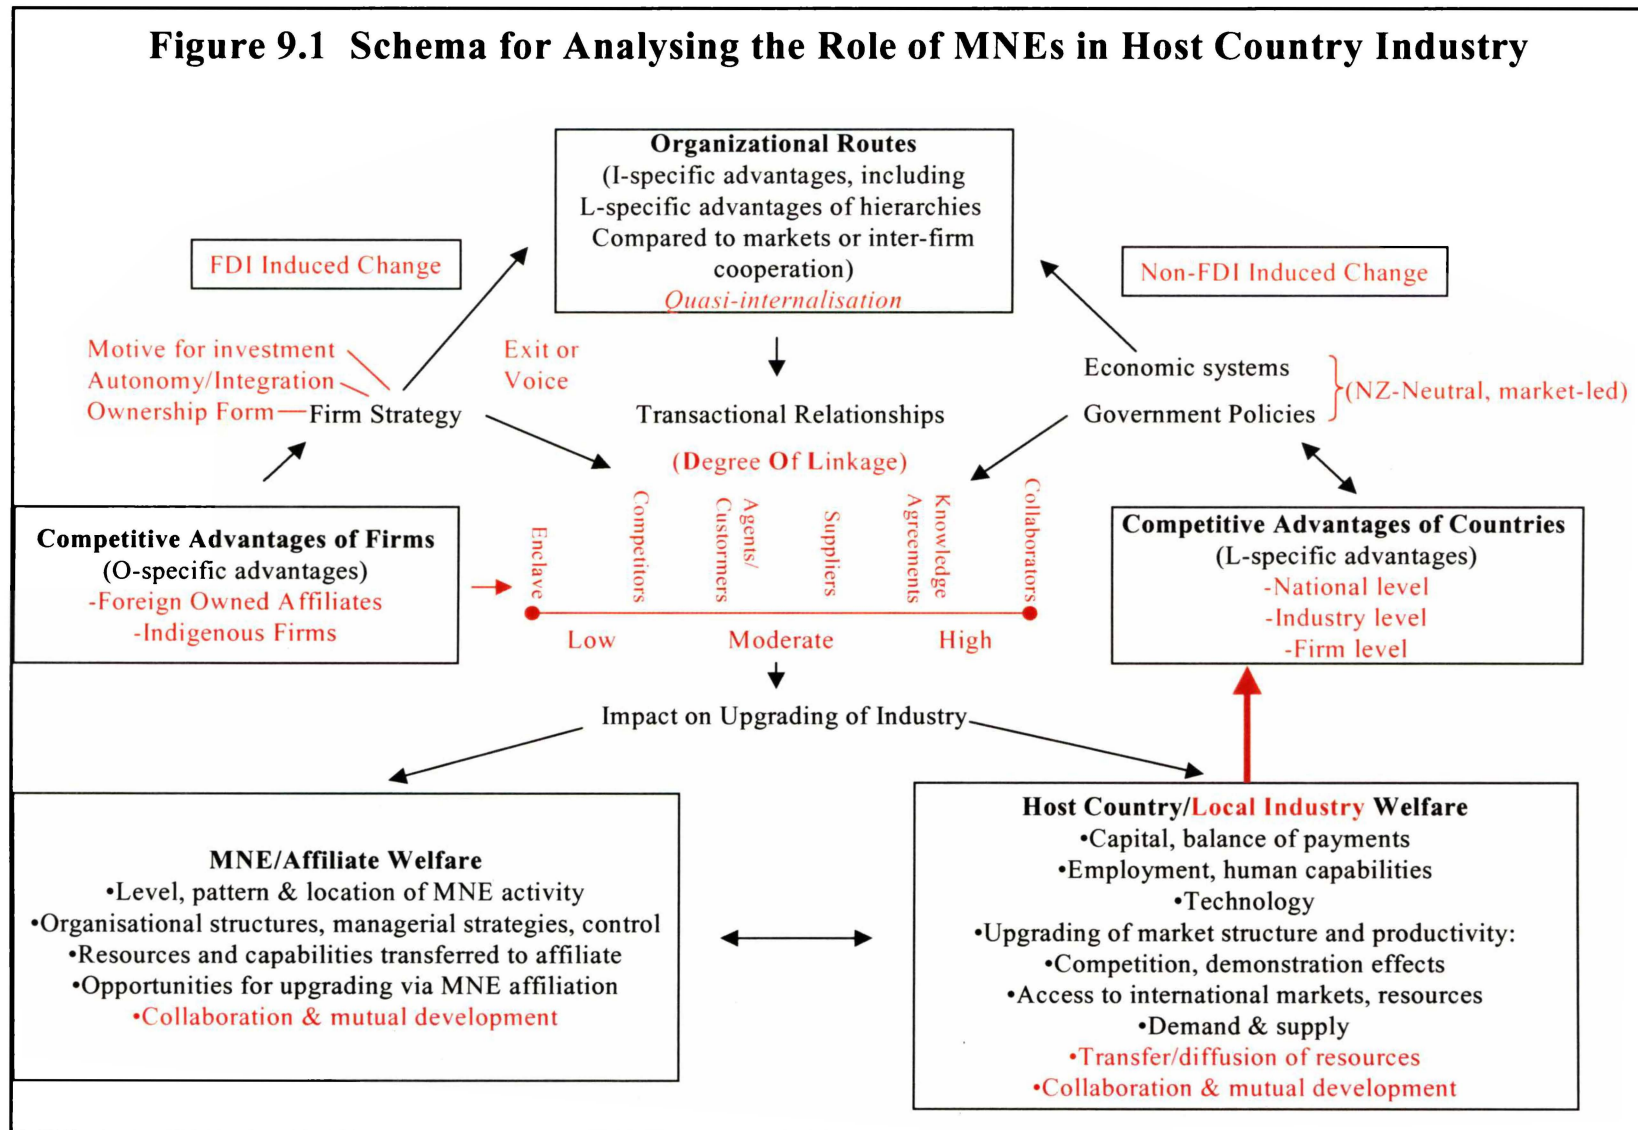 Figure 9.1 Schema for Analysing the Role of MNEs in Host Country Industry
Organizational Routes
(I-specific advantages, including
L-specific advantages of hierarchies
Compared to markets or inter-firm
cooperation)
Quasi-internalisation
FDI Induced Change
Non-FDI Induced Change
Motive for investment
Autonomy/Integration
Ownership Form
Firm Strategy
Exit or
Voice
Economic systems
Government Policies
(NZ-Neutral, market-led)
Transactional Relationships
(Degree Of Linkage)
Competitive Advantages of Firms
(O-specific advantages)
-Foreign Owned Affiliates
-Indigenous Firms
Enclave
Competitors
Agents/
Custormers
Suppliers
Knowledge
Agreements
Collaborators
Low
Moderate
High
Competitive Advantages of Countries
(L-specific advantages)
-National level
-Industry level
-Firm level
Impact on Upgrading of Industry
MNE/Affiliate Welfare
•Level, pattern & location of MNE activity
•Organisational structures, managerial strategies, control
•Resources and capabilities transferred to affiliate
•Opportunities for upgrading via MNE affiliation
•Collaboration & mutual development
Host Country/Local Industry Welfare
•Capital, balance of payments
•Employment, human capabilities
•Technology
•Upgrading of market structure and productivity:
•Competition, demonstration effects
•Access to international markets, resources
•Demand & supply
•Transfer/diffusion of resources
•Collaboration & mutual development